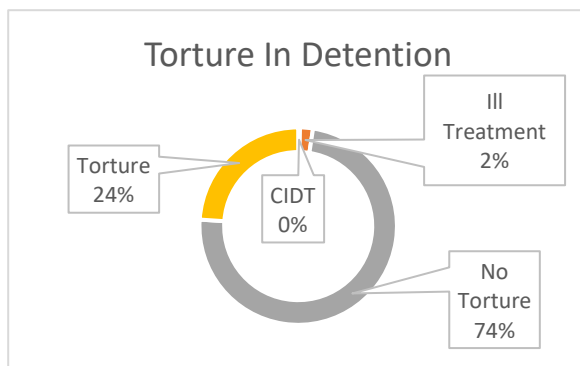 Torture In Detention
Ill
Treatment
2%
Torture
24%
CIDT
0%
No
Torture
74%